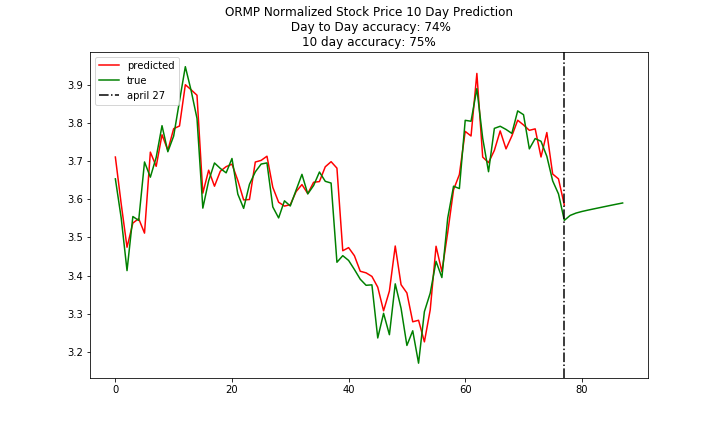 ORMP Normalized Stock Price 10 Day Prediction
Day to Day accuracy: 74%
10 day accuracy: 75%
predicted
true
april 27
3.9
3.8
3.7
3.6
3.5
3.4
3.3
3.2
0 20 40 60 80